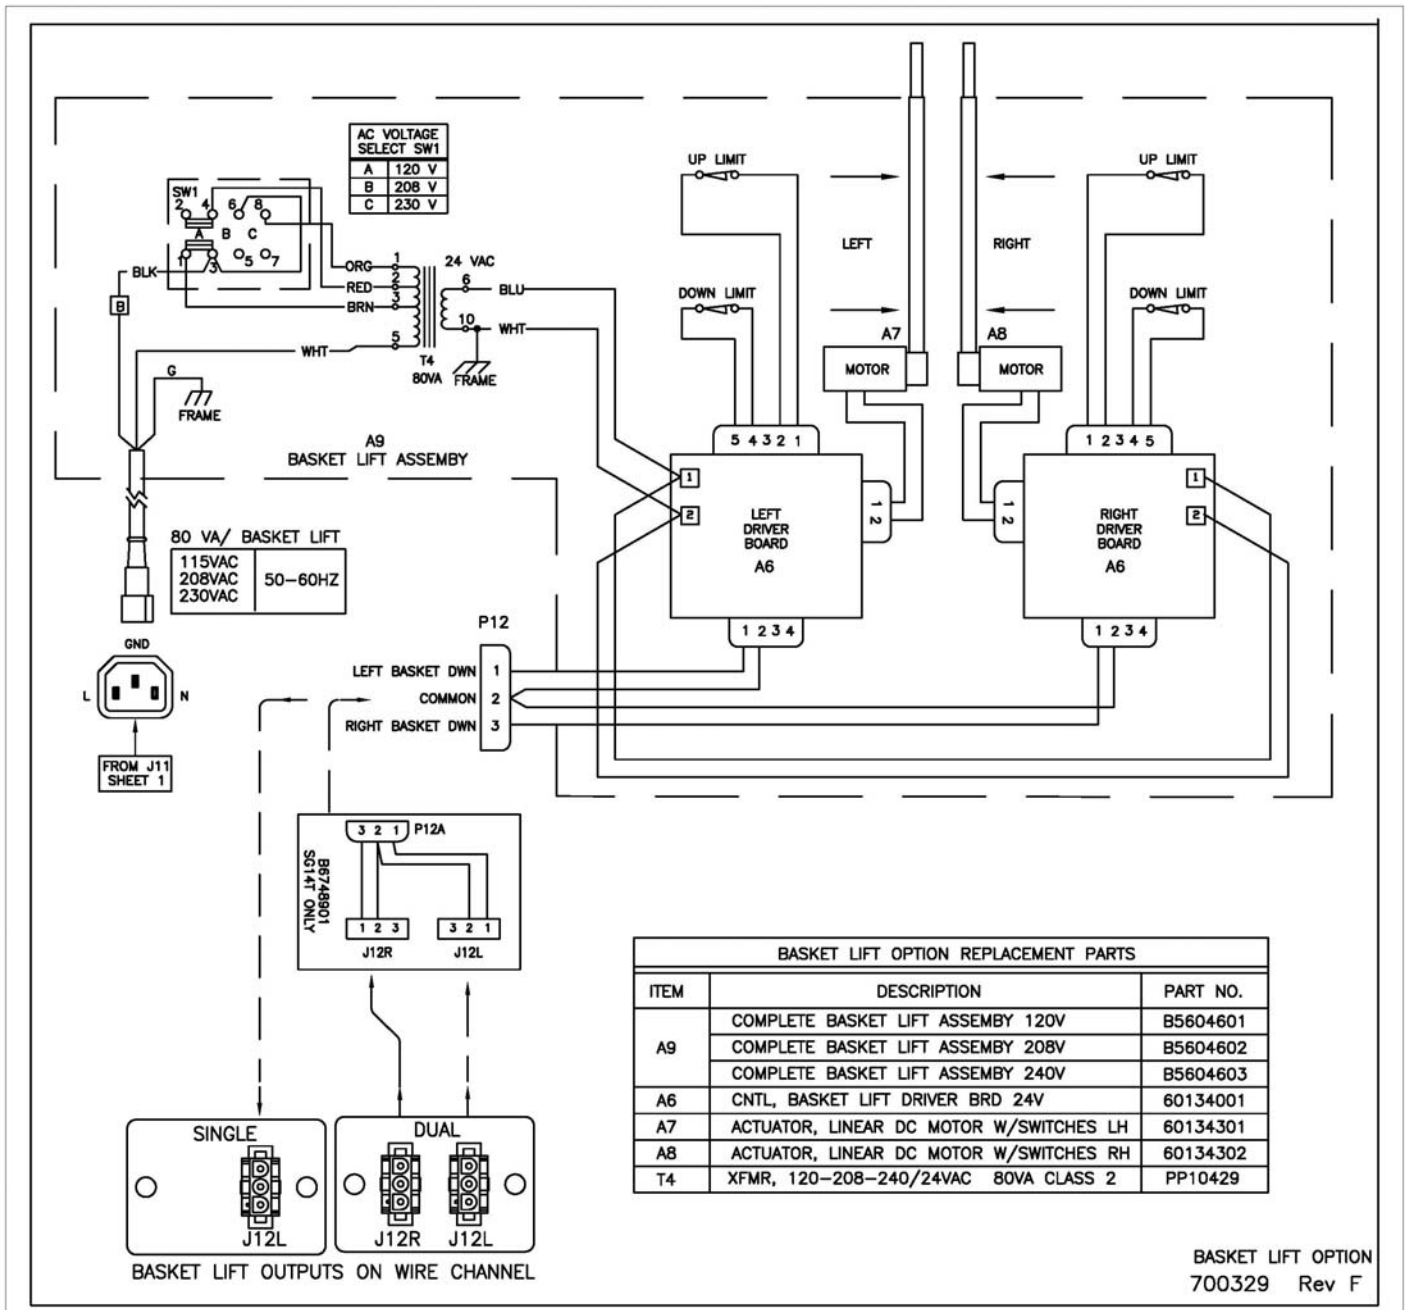 AC VOLTAGE
SELECT SW1
A 120 V
B 208 V
C 230 V
SW1
2 4 6 8
A B C
1 3 5 7
BLK
B
ORG 1
RED 2
BRN 3
WHT 5
24 VAC
6 BLU
10 WHT
T4
80VA
FRAME
G
FRAME
A9
BASKET LIFT ASSEMBY
UP LIMIT
UP LIMIT
LEFT
RIGHT
DOWN LIMIT
DOWN LIMIT
A7
A8
MOTOR
MOTOR
5 4 3 2 1
1 2 3 4 5
1
2
LEFT
DRIVER
BOARD
A6
1 2
1 2 3 4
1 2
RIGHT
DRIVER
BOARD
A6
1
2
1 2 3 4
80 VA/ BASKET LIFT
115VAC
208VAC
230VAC
50-60HZ
GND
L
N
FROM J11
SHEET 1
P12
LEFT BASKET DWN 1
COMMON 2
RIGHT BASKET DWN 3
3 2 1 P12A
B6748901
SG14T ONLY
1 2 3
3 2 1
J12R
J12L
SINGLE
J12L
DUAL
J12R
J12L
BASKET LIFT OUTPUTS ON WIRE CHANNEL
BASKET LIFT OPTION REPLACEMENT PARTS
ITEM DESCRIPTION PART NO.
A9
COMPLETE BASKET LIFT ASSEMBY 120V B5604601
COMPLETE BASKET LIFT ASSEMBY 208V B5604602
COMPLETE BASKET LIFT ASSEMBY 240V B5604603
A6 CNTL, BASKET LIFT DRIVER BRD 24V 60134001
A7 ACTUATOR, LINEAR DC MOTOR W/SWITCHES LH 60134301
A8 ACTUATOR, LINEAR DC MOTOR W/SWITCHES RH 60134302
T4 XFMR, 120-208-240/24VAC 80VA CLASS 2 PP10429
BASKET LIFT OPTION
700329 Rev F